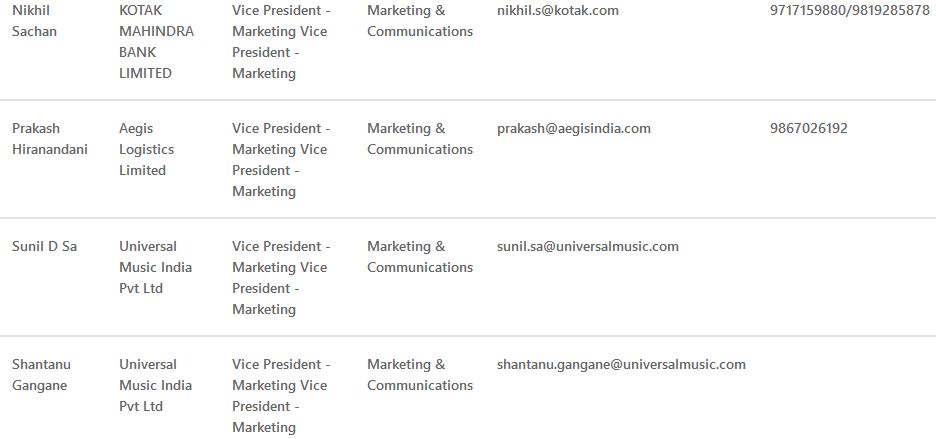 Nikhil KOTAK Vice President - Marketing & nikhil.s@kotak.com 9717159880/9819285878
Sachan MAHINDRA Marketing Vice Communications
BANK President -
LIMITED Marketing
Prakash Aegis Vice President - Marketing & prakash@aegisindia.com 9867026192
Hiranandani Logistics Marketing Vice Communications
Limited President -
Marketing
Sunil D Sa Universal Vice President - Marketing & sunil.sa@universalmusic.com
Music India Marketing Vice Communications
Pvt Ltd President -
Marketing
Shantanu Universal Vice President - Marketing & shantanu.gangane@universalmusic.com
Gangane Music India Marketing Vice Communications
Pvt Ltd President -
Marketing